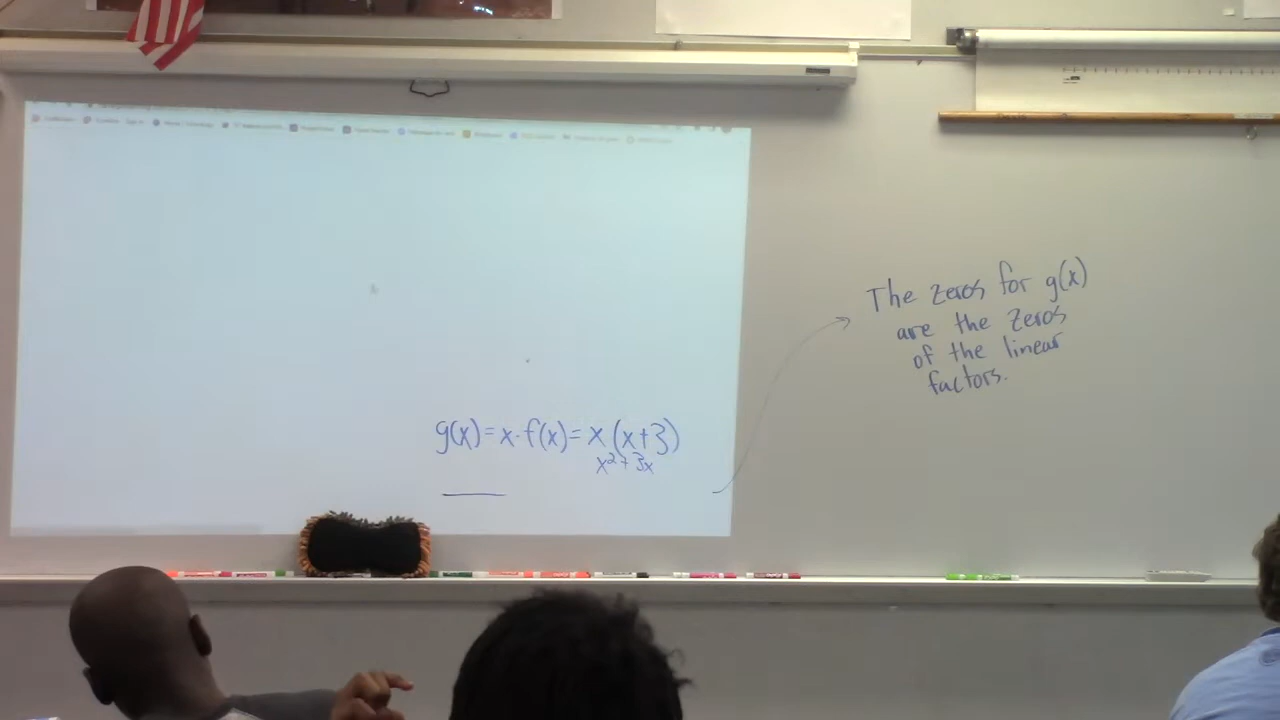 g(x) = x · f(x) = x (x+3)
x² + 3x
The zeros for g(x)
are the zeros
of the linear
factors.